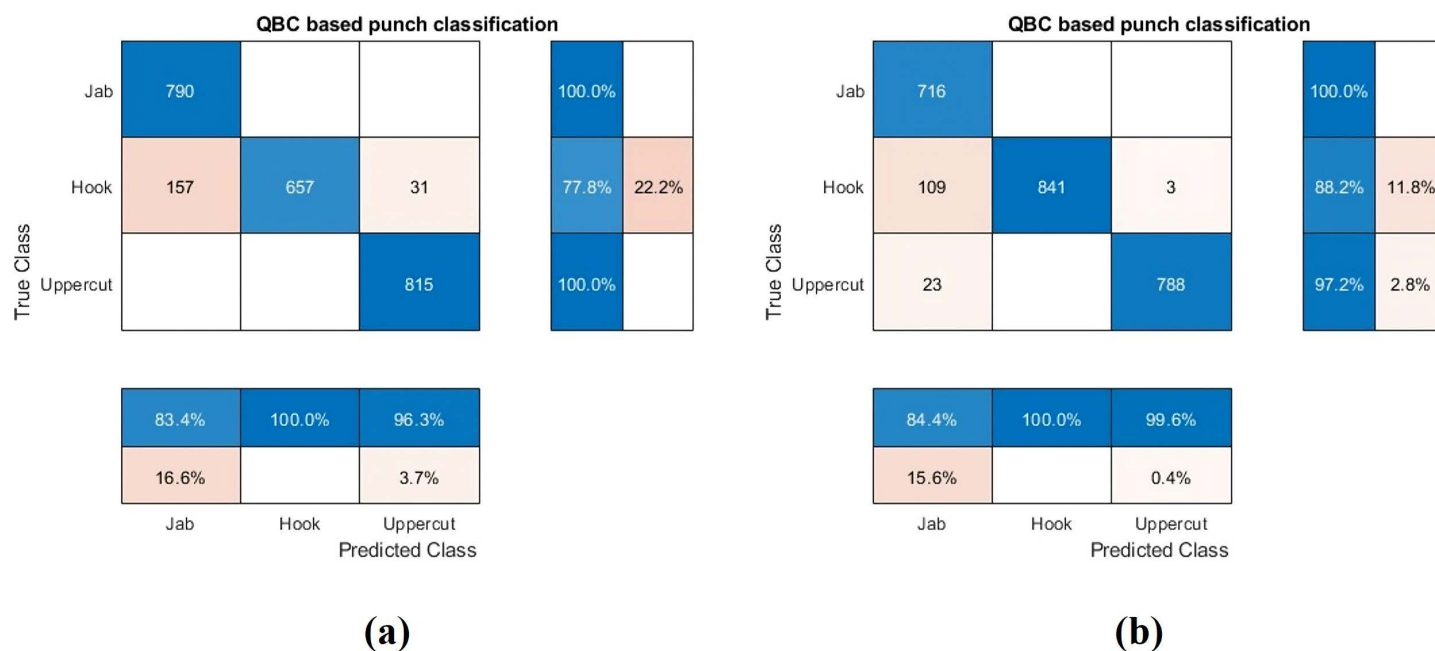 QBC based punch classification
Jab 790 100.0%
Hook 157 657 31 77.8% 22.2%
Uppercut 815 100.0%
True Class
83.4% 100.0% 96.3%
16.6% 3.7%
Jab Hook Uppercut
Predicted Class
(a)
QBC based punch classification
Jab 716 100.0%
Hook 109 841 3 88.2% 11.8%
Uppercut 23 788 97.2% 2.8%
True Class
84.4% 100.0% 99.6%
15.6% 0.4%
Jab Hook Uppercut
Predicted Class
(b)